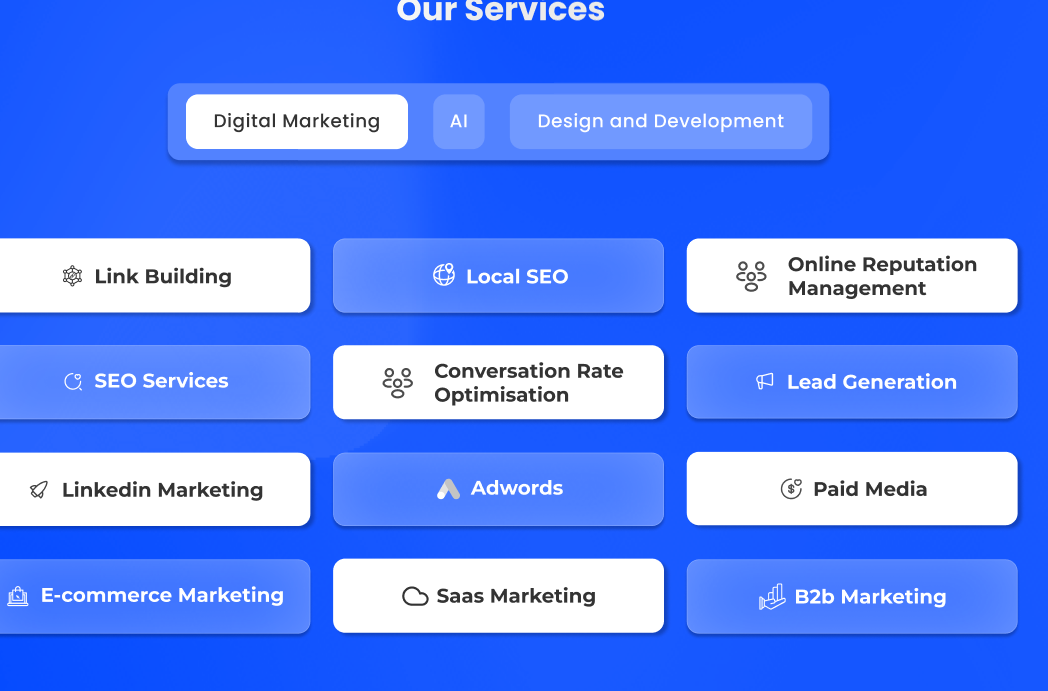 Our Services
Digital Marketing
AI
Design and Development
Link Building
Local SEO
Online Reputation
Management
SEO Services
Conversation Rate
Optimisation
Lead Generation
Linkedin Marketing
Adwords
Paid Media
E-commerce Marketing
Saas Marketing
B2b Marketing